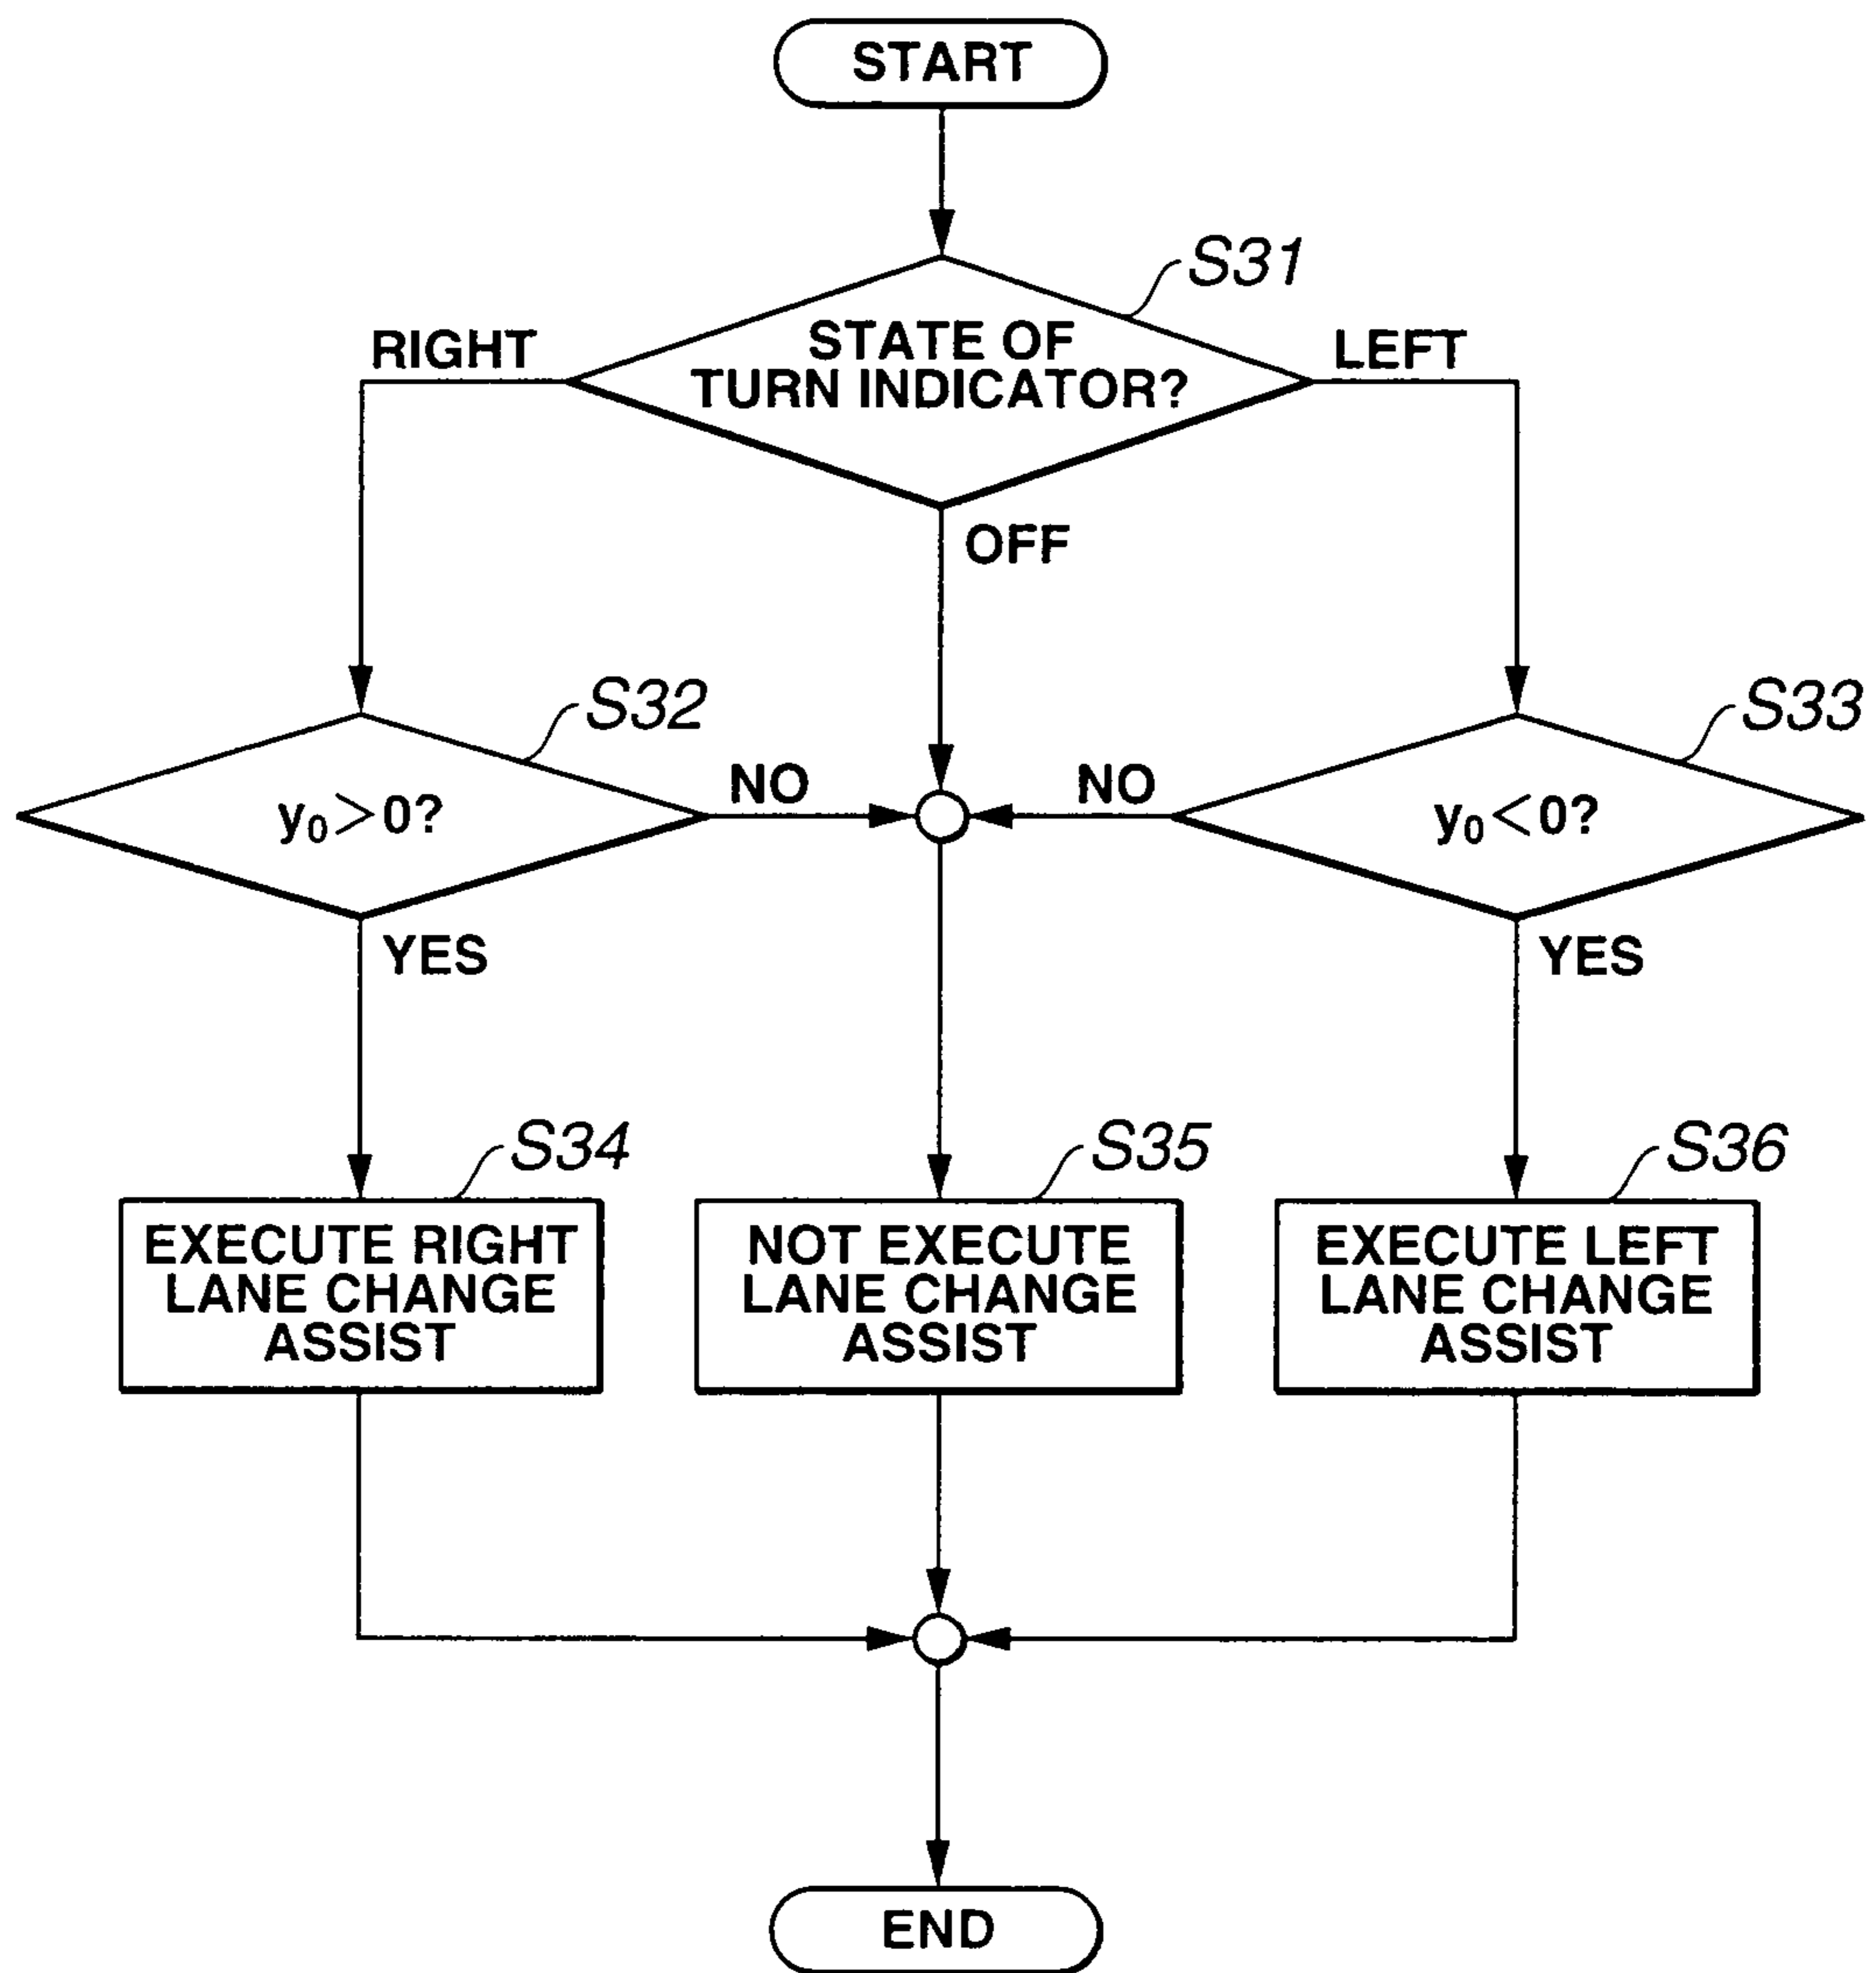 START
S31
RIGHT
STATE OF
TURN INDICATOR?
LEFT
OFF
S32
S33
y₀>0?
NO
NO
y₀<0?
YES
YES
S34
S35
S36
EXECUTE RIGHT
LANE CHANGE
ASSIST
NOT EXECUTE
LANE CHANGE
ASSIST
EXECUTE LEFT
LANE CHANGE
ASSIST
END